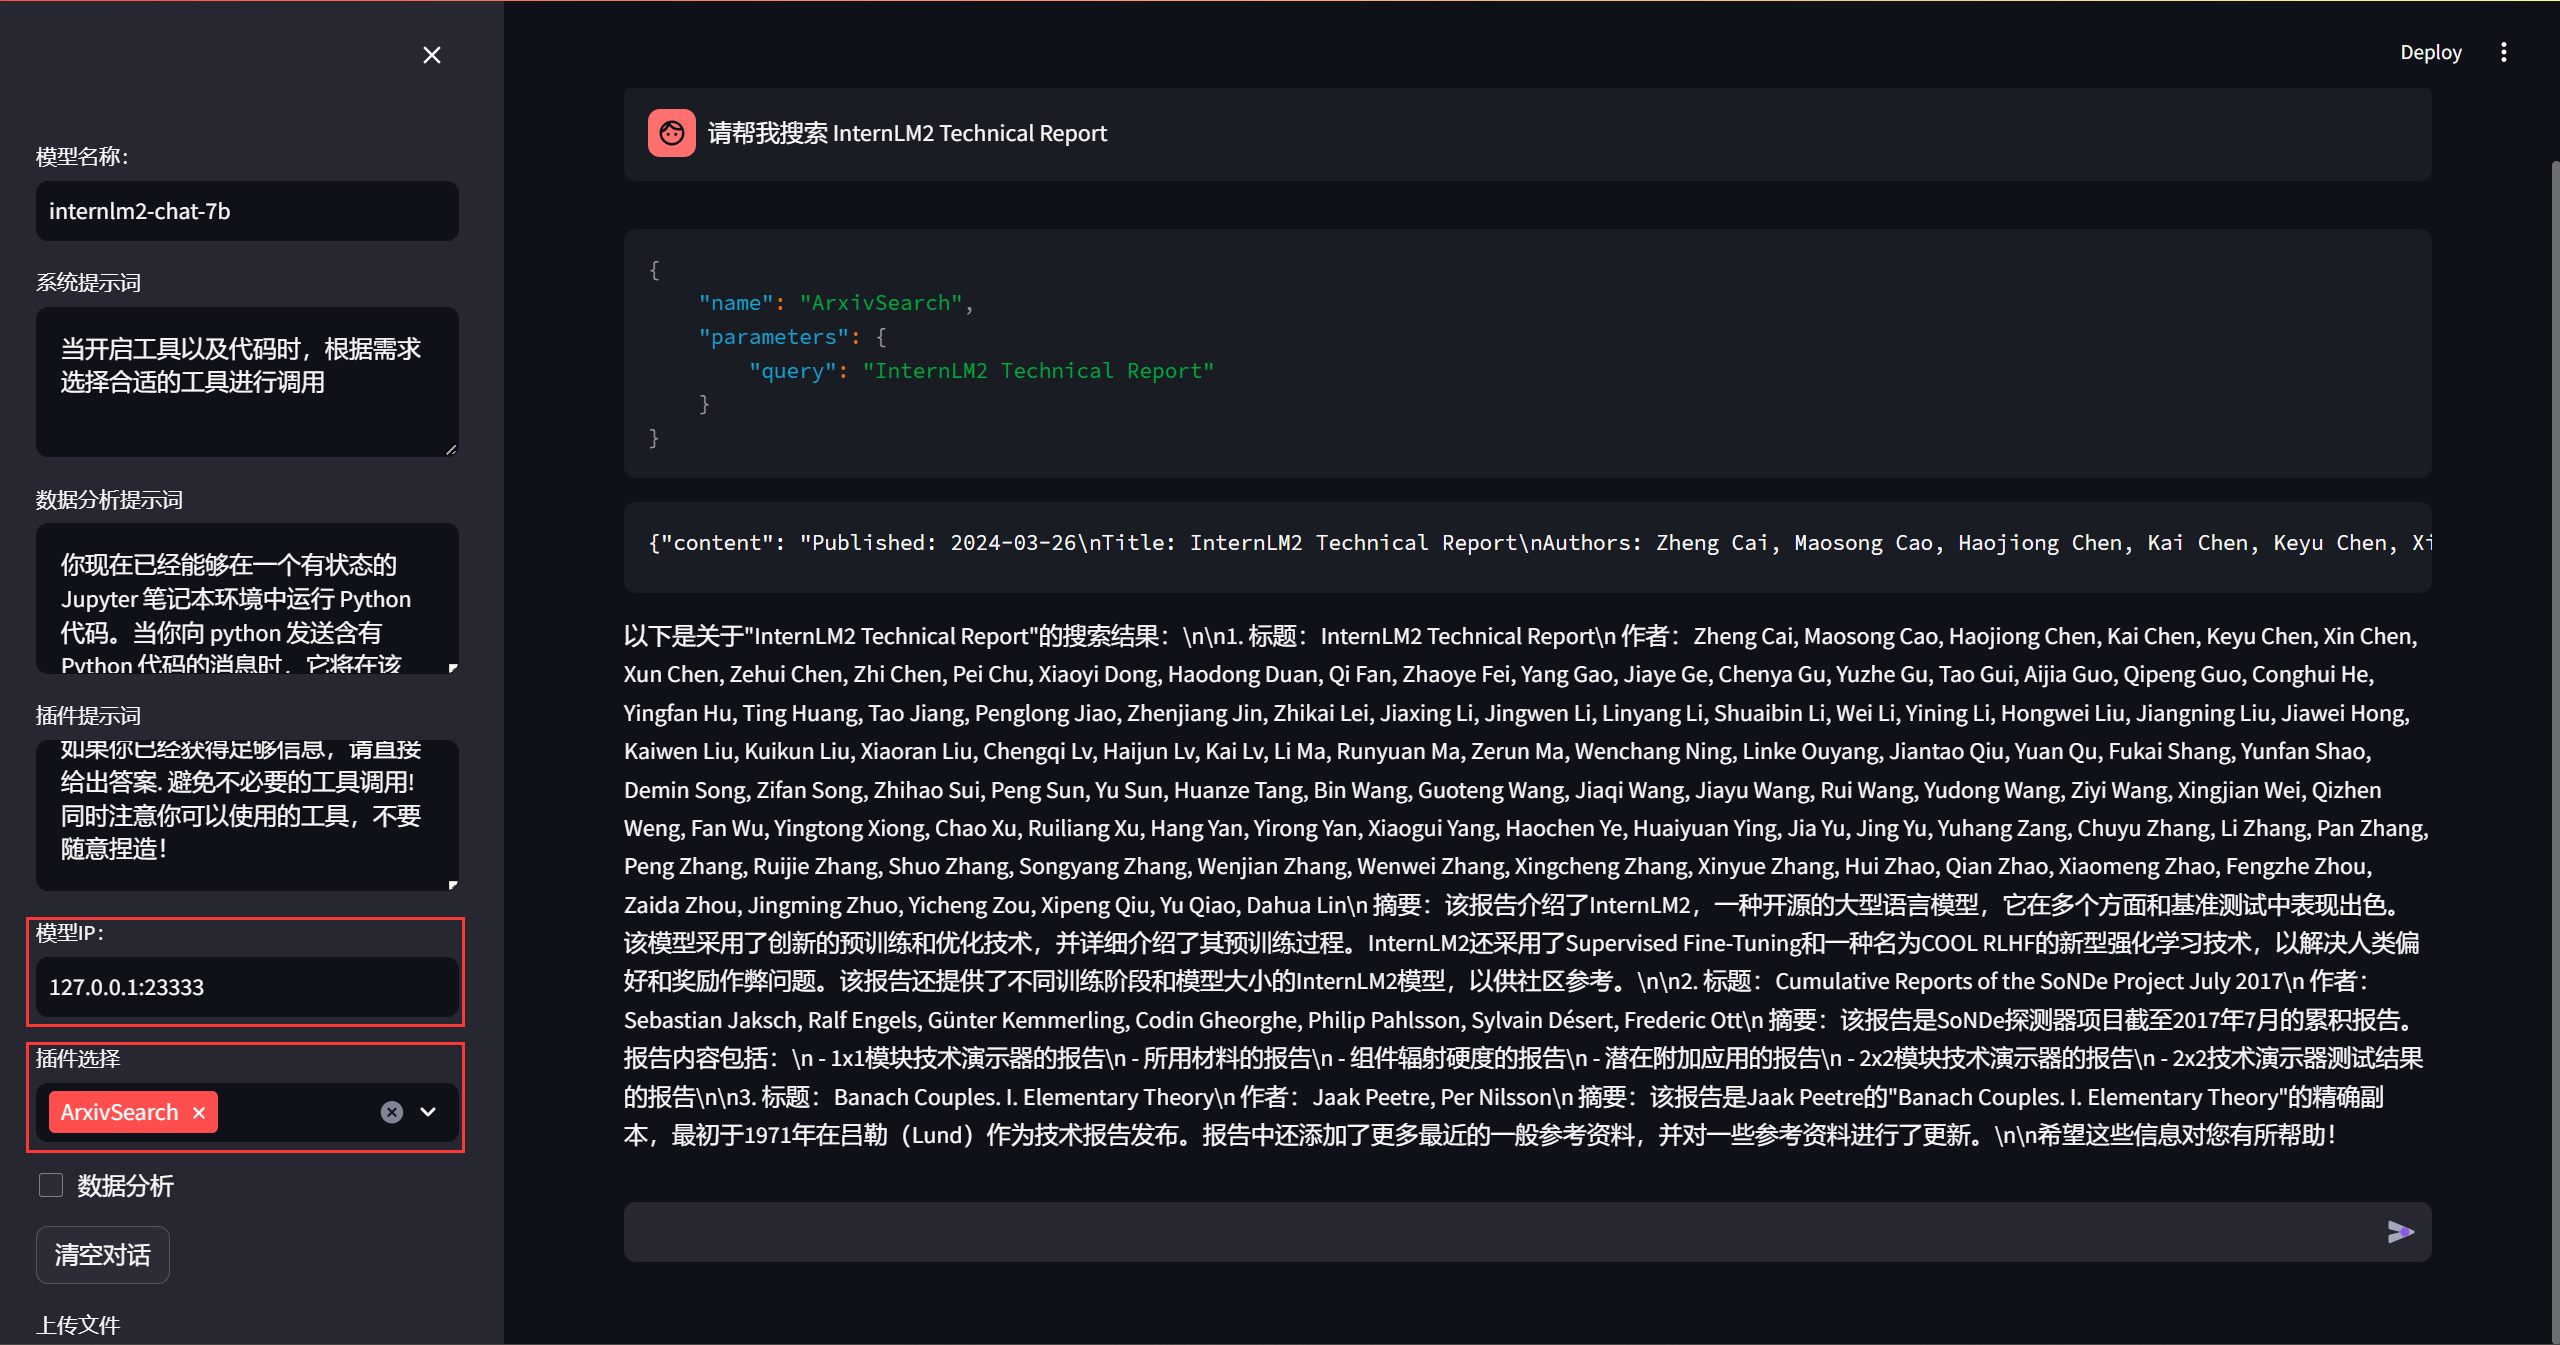 模型名称：
internlm2-chat-7b
系统提示词
当开启工具以及代码时，根据需求
选择合适的工具进行调用
数据分析提示词
你现在已经能够在一个有状态的
Jupyter 笔记本环境中运行 Python
代码。当你向 python 发送含有
Python 代码的消息时，它将在该
插件提示词
如果你已经获得足够信息，请直接
给出答案. 避免不必要的工具调用!
同时注意你可以使用的工具，不要
随意捏造！
模型IP：
127.0.0.1:23333
插件选择
ArxivSearch
数据分析
清空对话
上传文件
Deploy
请帮我搜索 InternLM2 Technical Report
{
"name": "ArxivSearch",
"parameters": {
"query": "InternLM2 Technical Report"
}
}
{"content": "Published: 2024-03-26\nTitle: InternLM2 Technical Report\nAuthors: Zheng Cai, Maosong Cao, Haojiong Chen, Kai Chen, Keyu Chen, Xi
以下是关于"InternLM2 Technical Report"的搜索结果：\n\n1. 标题：InternLM2 Technical Report\n 作者：Zheng Cai, Maosong Cao, Haojiong Chen, Kai Chen, Keyu Chen, Xin Chen,
Xun Chen, Zehui Chen, Zhi Chen, Pei Chu, Xiaoyi Dong, Haodong Duan, Qi Fan, Zhaoye Fei, Yang Gao, Jiaye Ge, Chenya Gu, Yuzhe Gu, Tao Gui, Aijia Guo, Qipeng Guo, Conghui He,
Yingfan Hu, Ting Huang, Tao Jiang, Penglong Jiao, Zhenjiang Jin, Zhikai Lei, Jiaxing Li, Jingwen Li, Linyang Li, Shuaibin Li, Wei Li, Yining Li, Hongwei Liu, Jiangning Liu, Jiawei Hong,
Kaiwen Liu, Kuikun Liu, Xiaoran Liu, Chengqi Lv, Haijun Lv, Kai Lv, Li Ma, Runyuan Ma, Zerun Ma, Wenchang Ning, Linke Ouyang, Jiantao Qiu, Yuan Qu, Fukai Shang, Yunfan Shao,
Demin Song, Zifan Song, Zhihao Sui, Peng Sun, Yu Sun, Huanze Tang, Bin Wang, Guoteng Wang, Jiaqi Wang, Jiayu Wang, Rui Wang, Yudong Wang, Ziyi Wang, Xingjian Wei, Qizhen
Weng, Fan Wu, Yingtong Xiong, Chao Xu, Ruiliang Xu, Hang Yan, Yirong Yan, Xiaogui Yang, Haochen Ye, Huaiyuan Ying, Jia Yu, Jing Yu, Yuhang Zang, Chuyu Zhang, Li Zhang, Pan Zhang,
Peng Zhang, Ruijie Zhang, Shuo Zhang, Songyang Zhang, Wenjian Zhang, Wenwei Zhang, Xingcheng Zhang, Xinyue Zhang, Hui Zhao, Qian Zhao, Xiaomeng Zhao, Fengzhe Zhou,
Zaida Zhou, Jingming Zhuo, Yicheng Zou, Xipeng Qiu, Yu Qiao, Dahua Lin\n 摘要：该报告介绍了InternLM2，一种开源的大型语言模型，它在多个方面和基准测试中表现出色。
该模型采用了创新的预训练和优化技术，并详细介绍了其预训练过程。InternLM2还采用了Supervised Fine-Tuning和一种名为COOL RLHF的新型强化学习技术，以解决人类偏
好和奖励作弊问题。该报告还提供了不同训练阶段和模型大小的InternLM2模型，以供社区参考。\n\n2. 标题：Cumulative Reports of the SoNDe Project July 2017\n 作者：
Sebastian Jaksch, Ralf Engels, Günter Kemmerling, Codin Gheorghe, Philip Pahlsson, Sylvain Désert, Frederic Ott\n 摘要：该报告是SoNDe探测器项目截至2017年7月的累积报告。
报告内容包括：\n - 1x1模块技术演示器的报告\n - 所用材料的报告\n - 组件辐射硬度的报告\n - 潜在附加应用的报告\n - 2x2模块技术演示器的报告\n - 2x2技术演示器测试结果
的报告\n\n3. 标题：Banach Couples. I. Elementary Theory\n 作者：Jaak Peetre, Per Nilsson\n 摘要：该报告是Jaak Peetre的"Banach Couples. I. Elementary Theory"的精确副
本，最初于1971年在吕勒（Lund）作为技术报告发布。报告中还添加了更多最近的一般参考资料，并对一些参考资料进行了更新。\n\n希望这些信息对您有所帮助！